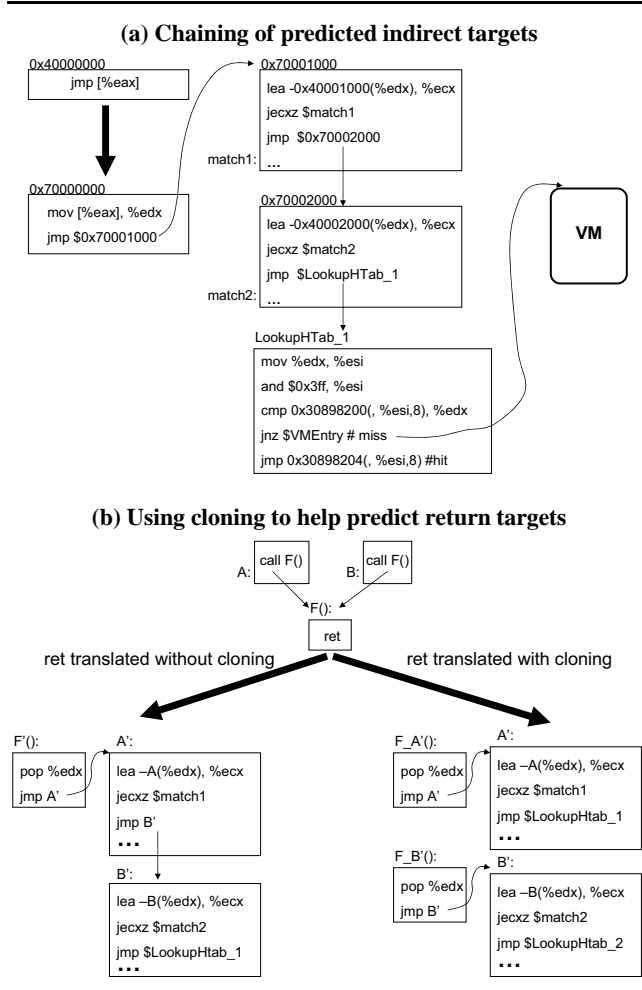 (a) Chaining of predicted indirect targets
0x40000000
jmp [%eax]
0x70000000
mov [%eax], %edx
jmp $0x70001000
0x70001000
lea -0x40001000(%edx), %ecx
jecxz $match1
jmp $0x70002000
match1:
...
0x70002000
lea -0x40002000(%edx), %ecx
jecxz $match2
jmp $LookupHTab_1
match2:
...
LookupHTab_1
mov %edx, %esi
and $0x3ff, %esi
cmp 0x30898200(, %esi,8), %edx
jnz $VMEntry # miss
jmp 0x30898204(, %esi,8) #hit
VM
(b) Using cloning to help predict return targets
A:
call F()
B:
call F()
F():
ret
ret translated without cloning
ret translated with cloning
F'():
pop %edx
jmp A'
A':
lea –A(%edx), %ecx
jecxz $match1
jmp B'
...
B':
lea –B(%edx), %ecx
jecxz $match2
jmp $LookupHtab_1
...
F_A'():
pop %edx
jmp A'
A':
lea –A(%edx), %ecx
jecxz $match1
jmp $LookupHtab_1
...
F_B'():
pop %edx
jmp B'
B':
lea –B(%edx), %ecx
jecxz $match2
jmp $LookupHtab_2
...